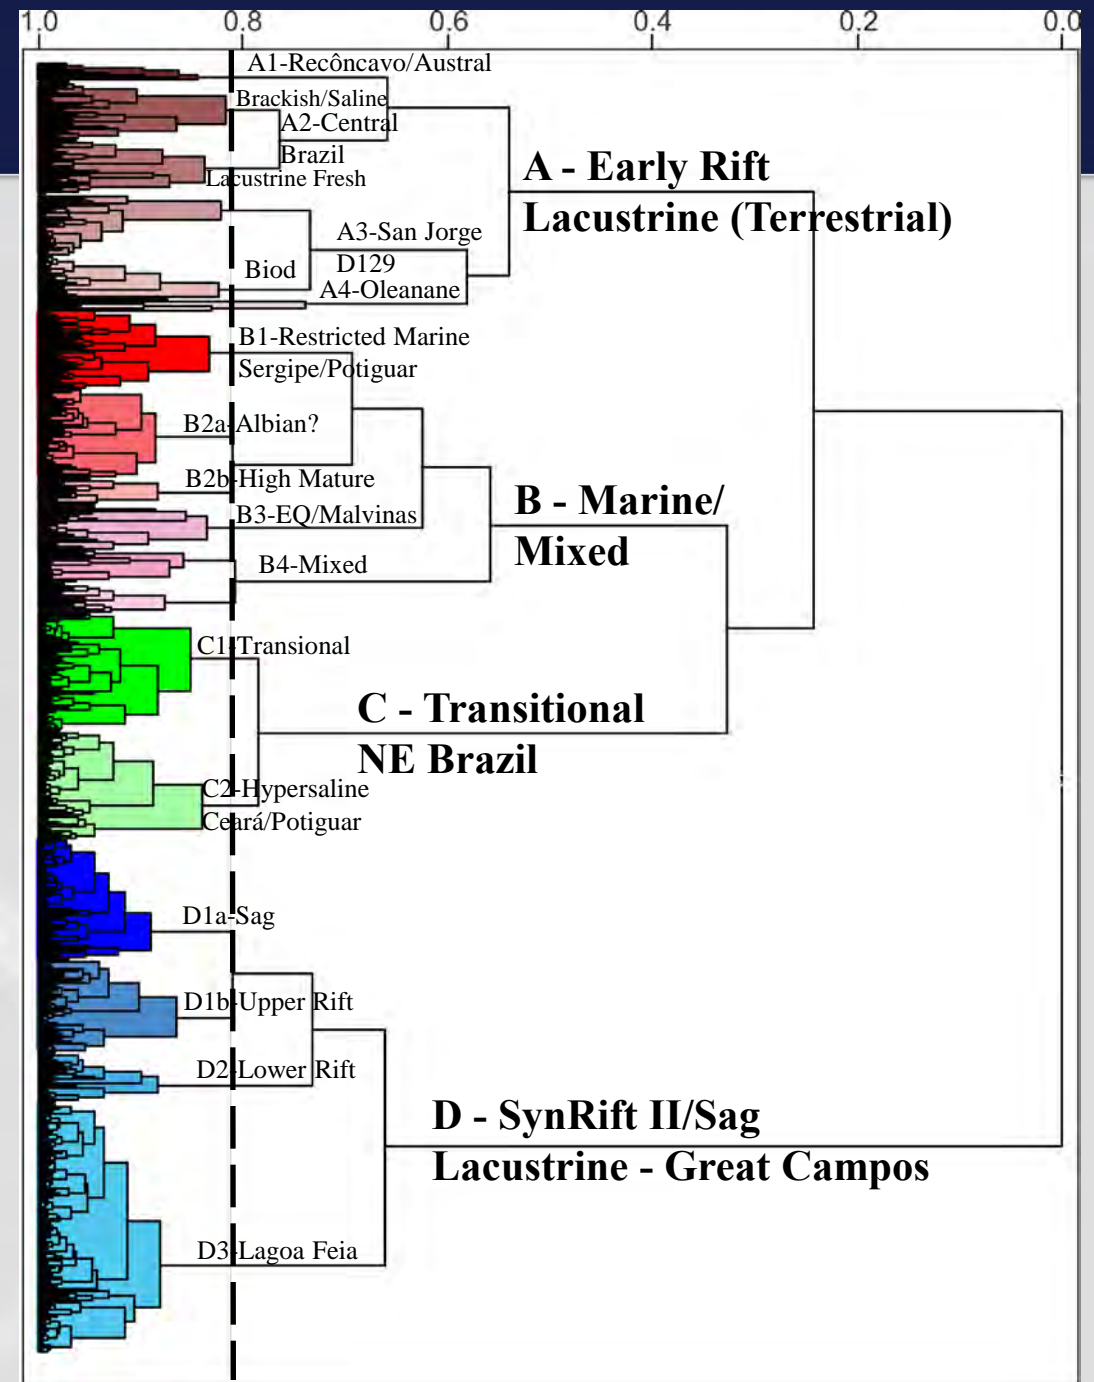 1.0 0.8 0.6 0.4 0.2 0.0
A1-Recôncavo/Austral
Brackish/Saline
A2-Central
Brazil
Lacustrine Fresh
A - Early Rift
Lacustrine (Terrestrial)
A3-San Jorge
D129
Biod
A4-Oleanane
B1-Restricted Marine
Sergipe/Potiguar
B2a-Albian?
B2b-High Mature
B3-EQ/Malvinas
B - Marine/
Mixed
B4-Mixed
C1-Transional
C - Transitional
NE Brazil
C2-Hypersaline
Ceará/Potiguar
D1a-Sag
D1b-Upper Rift
D2-Lower Rift
D - SynRift II/Sag
Lacustrine - Great Campos
D3-Lagoa Feia